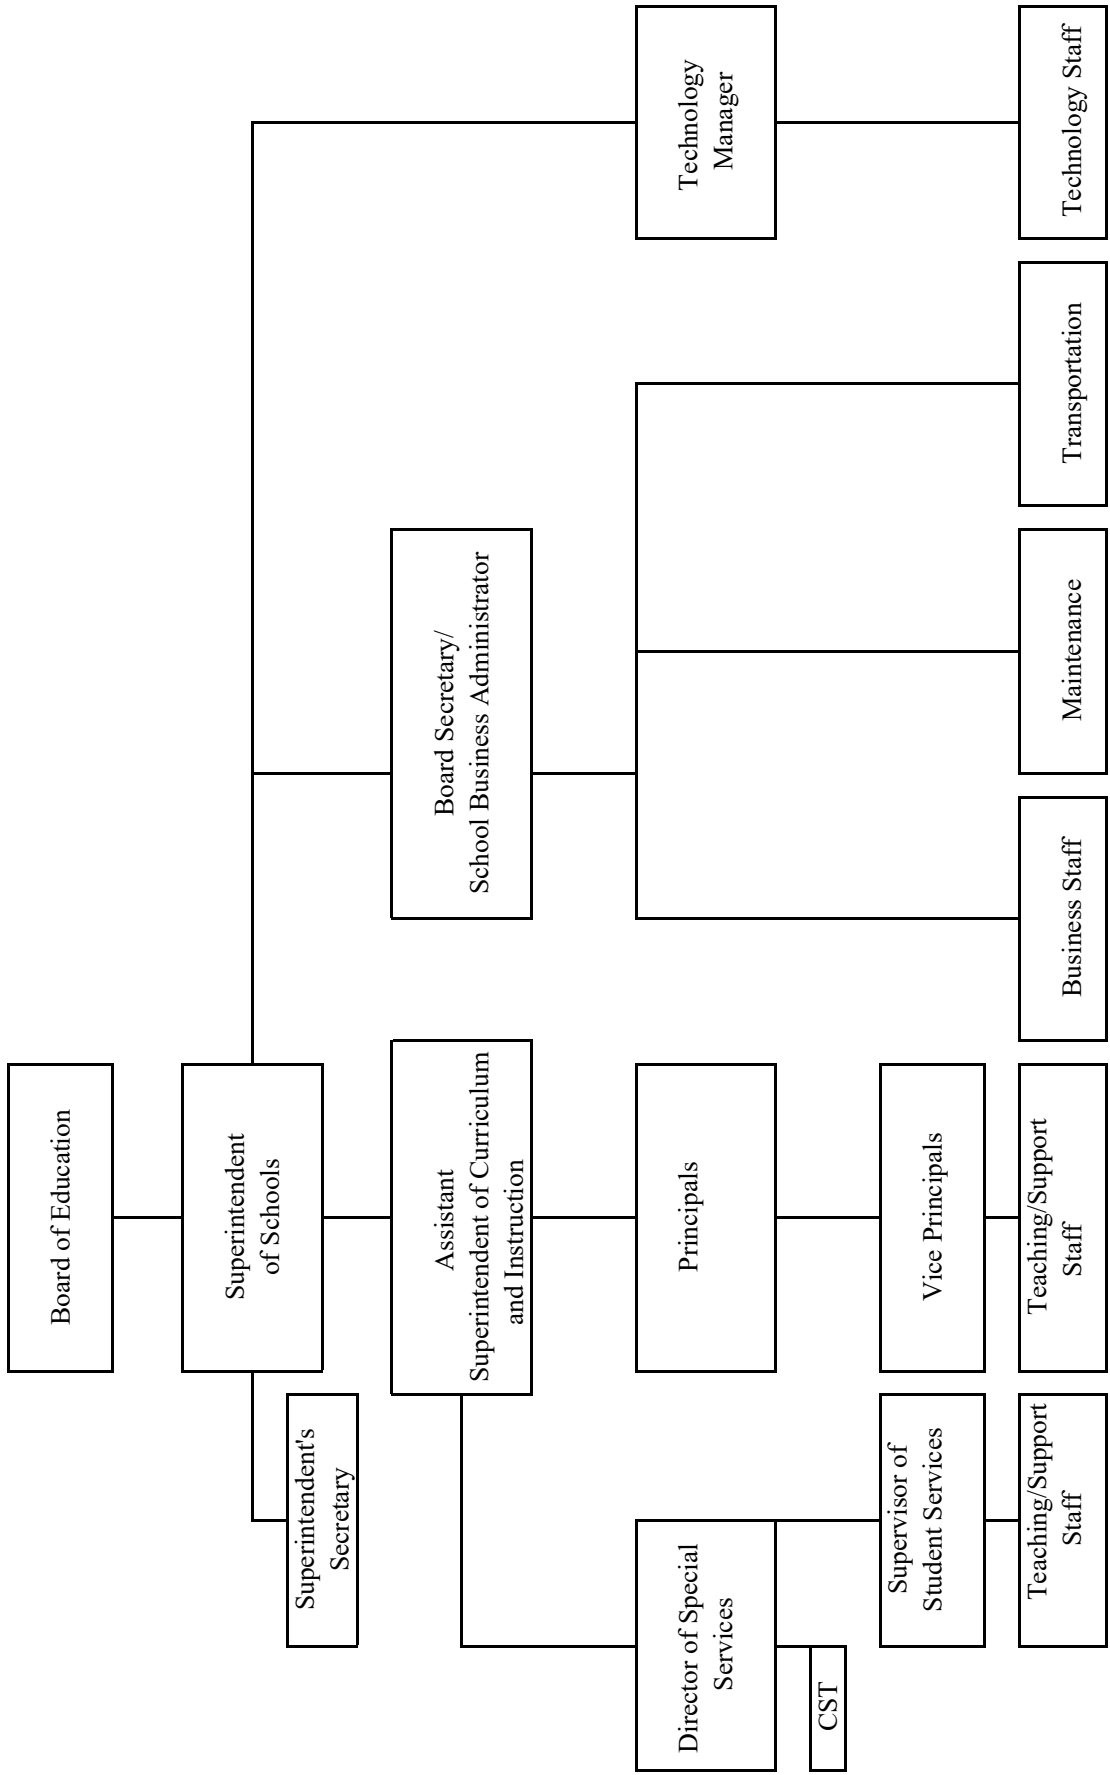 Board of Education
Superintendent
of Schools
Superintendent's
Secretary
Assistant
Superintendent of Curriculum
and Instruction
Board Secretary/
School Business Administrator
Director of Special
Services
Principals
Technology
Manager
CST
Supervisor of
Student Services
Vice Principals
Teaching/Support
Staff
Teaching/Support
Staff
Business Staff
Maintenance
Transportation
Technology Staff